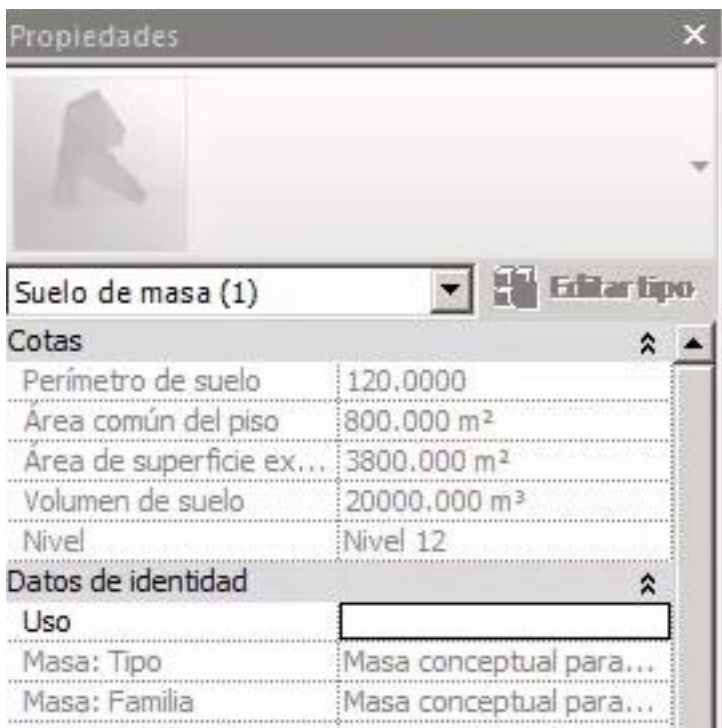 Propiedades
Suelo de masa (1)
Editar tipo
Cotas
Perímetro de suelo 120.0000
Área común del piso 800.000 m²
Área de superficie ex... 3800.000 m²
Volumen de suelo 20000.000 m³
Nivel Nivel 12
Datos de identidad
Uso
Masa: Tipo Masa conceptual para...
Masa: Familia Masa conceptual para...